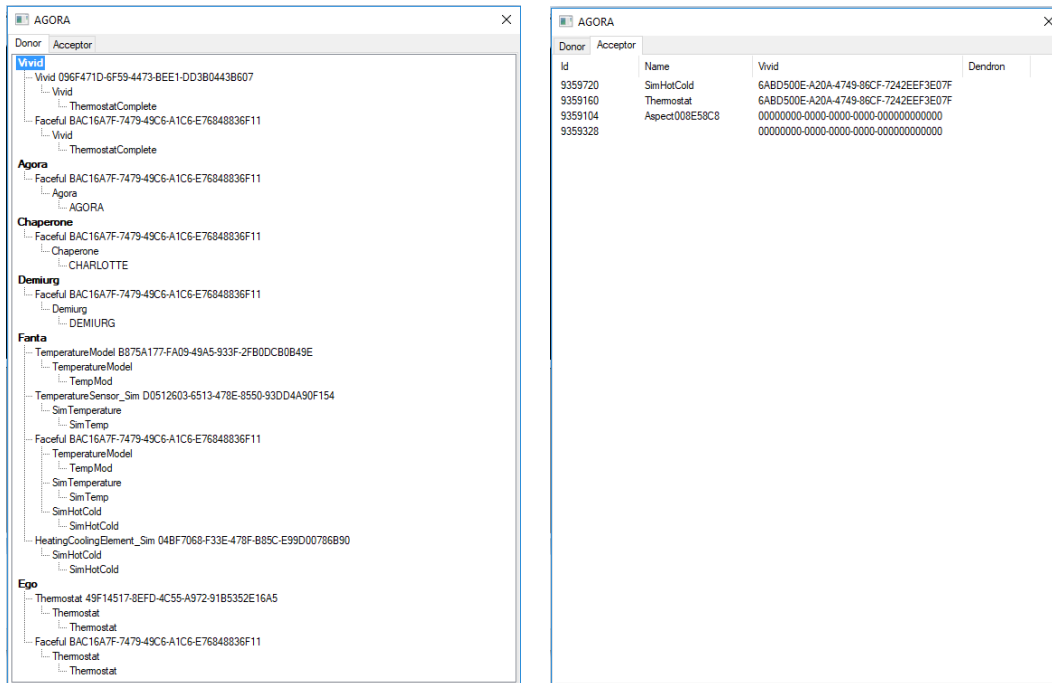 AGORA
Donor Acceptor
Vivid
Vivid 096F471D-6F59-4473-BEE1-DD3B0443B607
Vivid
ThermostatComplete
Faceful BAC16A7F-7479-49C6-A1C6-E76848836F11
Vivid
ThermostatComplete
Agora
Faceful BAC16A7F-7479-49C6-A1C6-E76848836F11
Agora
AGORA
Chaperone
Faceful BAC16A7F-7479-49C6-A1C6-E76848836F11
Chaperone
CHARLOTTE
Demiurg
Faceful BAC16A7F-7479-49C6-A1C6-E76848836F11
Demiurg
DEMIURG
Fanta
TemperatureModel B875A177-FA09-49A5-933F-2FB0DCB0B49E
TemperatureModel
TempMod
TemperatureSensor_Sim D0512603-6513-478E-8550-93DD4A90F154
SimTemperature
SimTemp
Faceful BAC16A7F-7479-49C6-A1C6-E76848836F11
TemperatureModel
TempMod
SimTemperature
SimTemp
SimHotCold
SimHotCold
HeatingCoolingElement_Sim 04BF7068-F33E-478F-B85C-E99D00786B90
SimHotCold
SimHotCold
Ego
Thermostat 49F14517-8EFD-4C55-A972-91B5352E16A5
Thermostat
Thermostat
Faceful BAC16A7F-7479-49C6-A1C6-E76848836F11
Thermostat
Thermostat
AGORA
Donor Acceptor
Id Name Vivid Dendron
9359720 SimHotCold 6ABD500E-A20A-4749-86CF-7242EEF3E07F
9359160 Thermostat 6ABD500E-A20A-4749-86CF-7242EEF3E07F
9359104 Aspect008E58C8 00000000-0000-0000-0000-000000000000
9359328 00000000-0000-0000-0000-000000000000